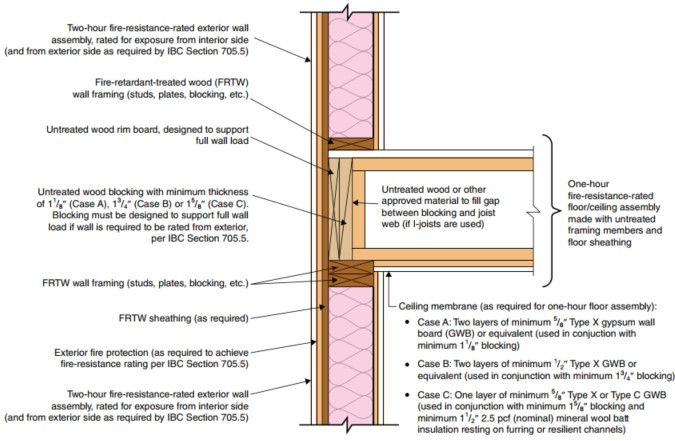 Two-hour fire-resistance-rated exterior wall
assembly, rated for exposure from interior side
(and from exterior side as required by IBC Section 705.5)
Fire-retardant-treated wood (FRTW)
wall framing (studs, plates, blocking, etc.)
Untreated wood rim board, designed to support
full wall load
Untreated wood blocking with minimum thickness
of 1 1/8" (Case A), 1 3/4" (Case B) or 1 5/8" (Case C).
Blocking must be designed to support full wall
load if wall is required to be rated from exterior,
per IBC Section 705.5.
FRTW wall framing (studs, plates, blocking, etc.)
FRTW sheathing (as required)
Exterior fire protection (as required to achieve
fire-resistance rating per IBC Section 705.5)
Two-hour fire-resistance-rated exterior wall
assembly, rated for exposure from interior side
(and from exterior side as required by IBC Section 705.5)
Untreated wood or other
approved material to fill gap
between blocking and joist
web (if I-joists are used)
One-hour
fire-resistance-rated
floor/ceiling assembly
made with untreated
framing members and
floor sheathing
Ceiling membrane (as required for one-hour floor assembly):
• Case A: Two layers of minimum 5/8" Type X gypsum wall
board (GWB) or equivalent (used in conjuction with
minimum 1 1/8" blocking)
• Case B: Two layers of minimum 1/2" Type X GWB or
equivalent (used in conjunction with minimum 1 3/4" blocking)
• Case C: One layer of minimum 5/8" Type X or Type C GWB
(used in conjunction with minimum 1 5/8" blocking and
minimum 1 1/2" 2.5 pcf (nominal) mineral wool batt
insulation resting on furring or resilient channels)